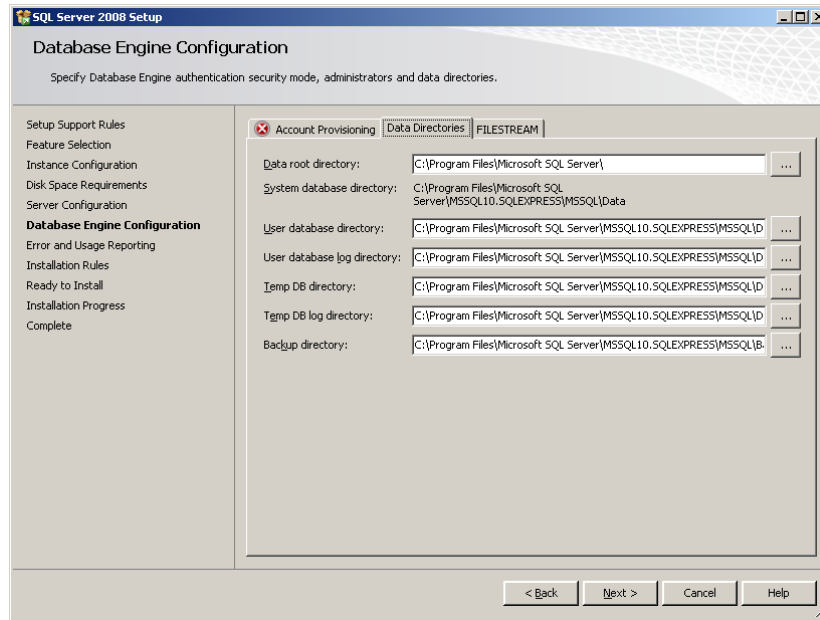 SQL Server 2008 Setup
Database Engine Configuration
Specify Database Engine authentication security mode, administrators and data directories.
Setup Support Rules
Feature Selection
Instance Configuration
Disk Space Requirements
Server Configuration
Database Engine Configuration
Error and Usage Reporting
Installation Rules
Ready to Install
Installation Progress
Complete
Account Provisioning Data Directories FILESTREAM
Data root directory: C:\Program Files\Microsoft SQL Server\ ...
System database directory: C:\Program Files\Microsoft SQL
Server\MSSQL10.SQLEXPRESS\MSSQL\Data
User database directory: C:\Program Files\Microsoft SQL Server\MSSQL10.SQLEXPRESS\MSSQL\D ...
User database log directory: C:\Program Files\Microsoft SQL Server\MSSQL10.SQLEXPRESS\MSSQL\D ...
Temp DB directory: C:\Program Files\Microsoft SQL Server\MSSQL10.SQLEXPRESS\MSSQL\D ...
Temp DB log directory: C:\Program Files\Microsoft SQL Server\MSSQL10.SQLEXPRESS\MSSQL\D ...
Backup directory: C:\Program Files\Microsoft SQL Server\MSSQL10.SQLEXPRESS\MSSQL\B ...
< Back Next > Cancel Help